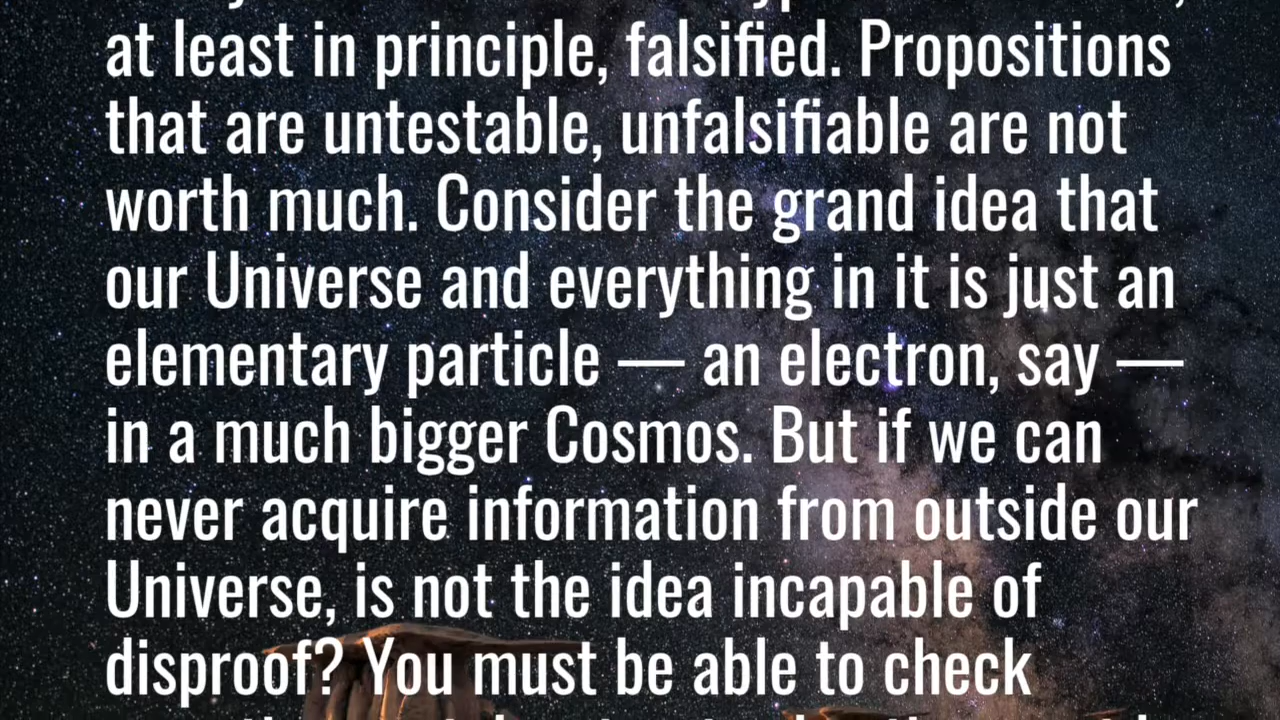 at least in principle, falsified. Propositions
that are untestable, unfalsifiable are not
worth much. Consider the grand idea that
our Universe and everything in it is just an
elementary particle — an electron, say —
in a much bigger Cosmos. But if we can
never acquire information from outside our
Universe, is not the idea incapable of
disproof? You must be able to check